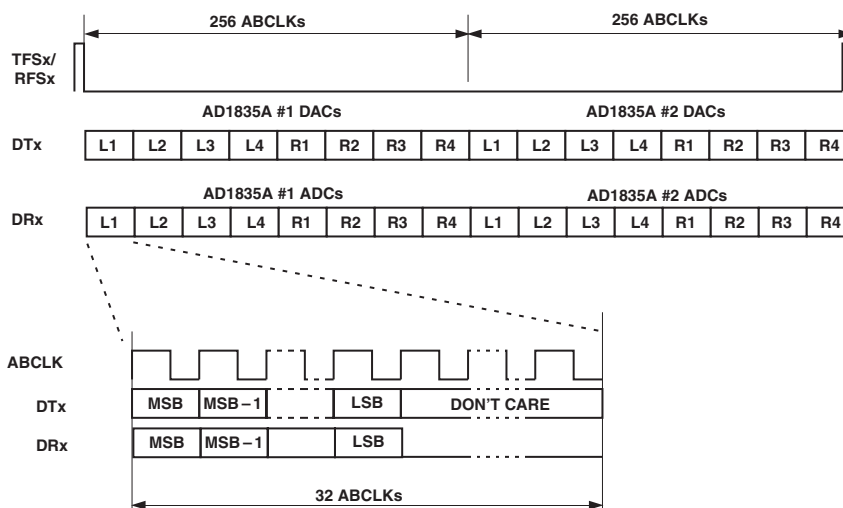 256 ABCLKs 256 ABCLKs
TFSx/
RFSx
AD1835A #1 DACs AD1835A #2 DACs
DTx L1 L2 L3 L4 R1 R2 R3 R4 L1 L2 L3 L4 R1 R2 R3 R4
AD1835A #1 ADCs AD1835A #2 ADCs
DRx L1 L2 L3 L4 R1 R2 R3 L1 L2 L3 L4 R1 R2 R3 R4
ABCLK
DTx MSB MSB–1 LSB DON'T CARE
DRx MSB MSB–1 LSB
32 ABCLKs